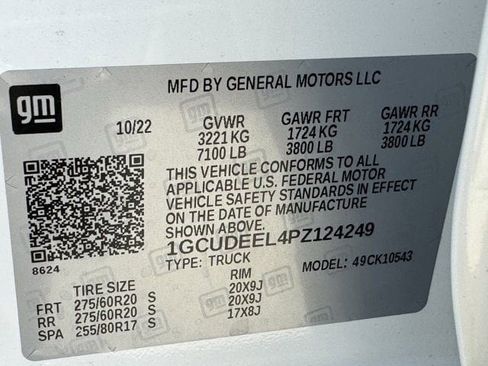 gm
MFD BY GENERAL MOTORS LLC
10/22 GVWR GAWR FRT GAWR RR
3221 KG 1724 KG 1724 KG
7100 LB 3800 LB 3800 LB
THIS VEHICLE CONFORMS TO ALL
APPLICABLE U.S. FEDERAL MOTOR
VEHICLE SAFETY STANDARDS IN EFFECT
ON THE DATE OF MANUFACTURE
SHOWN ABOVE.
1GCUDEEL4PZ124249
8624
TYPE: TRUCK MODEL: 49CK10543
TIRE SIZE RIM
FRT 275/60R20 S 20X9J
RR 275/60R20 S 20X9J
SPA 255/80R17 S 17X8J